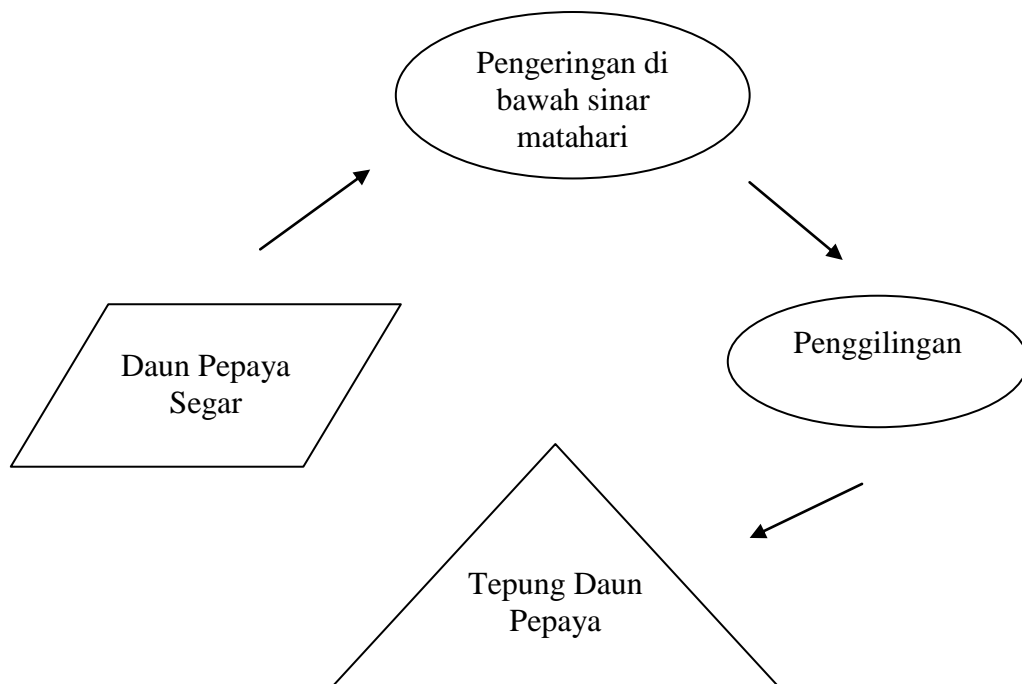 Pengeringan di
bawah sinar
matahari
Penggilingan
Daun Pepaya
Segar
Tepung Daun
Pepaya